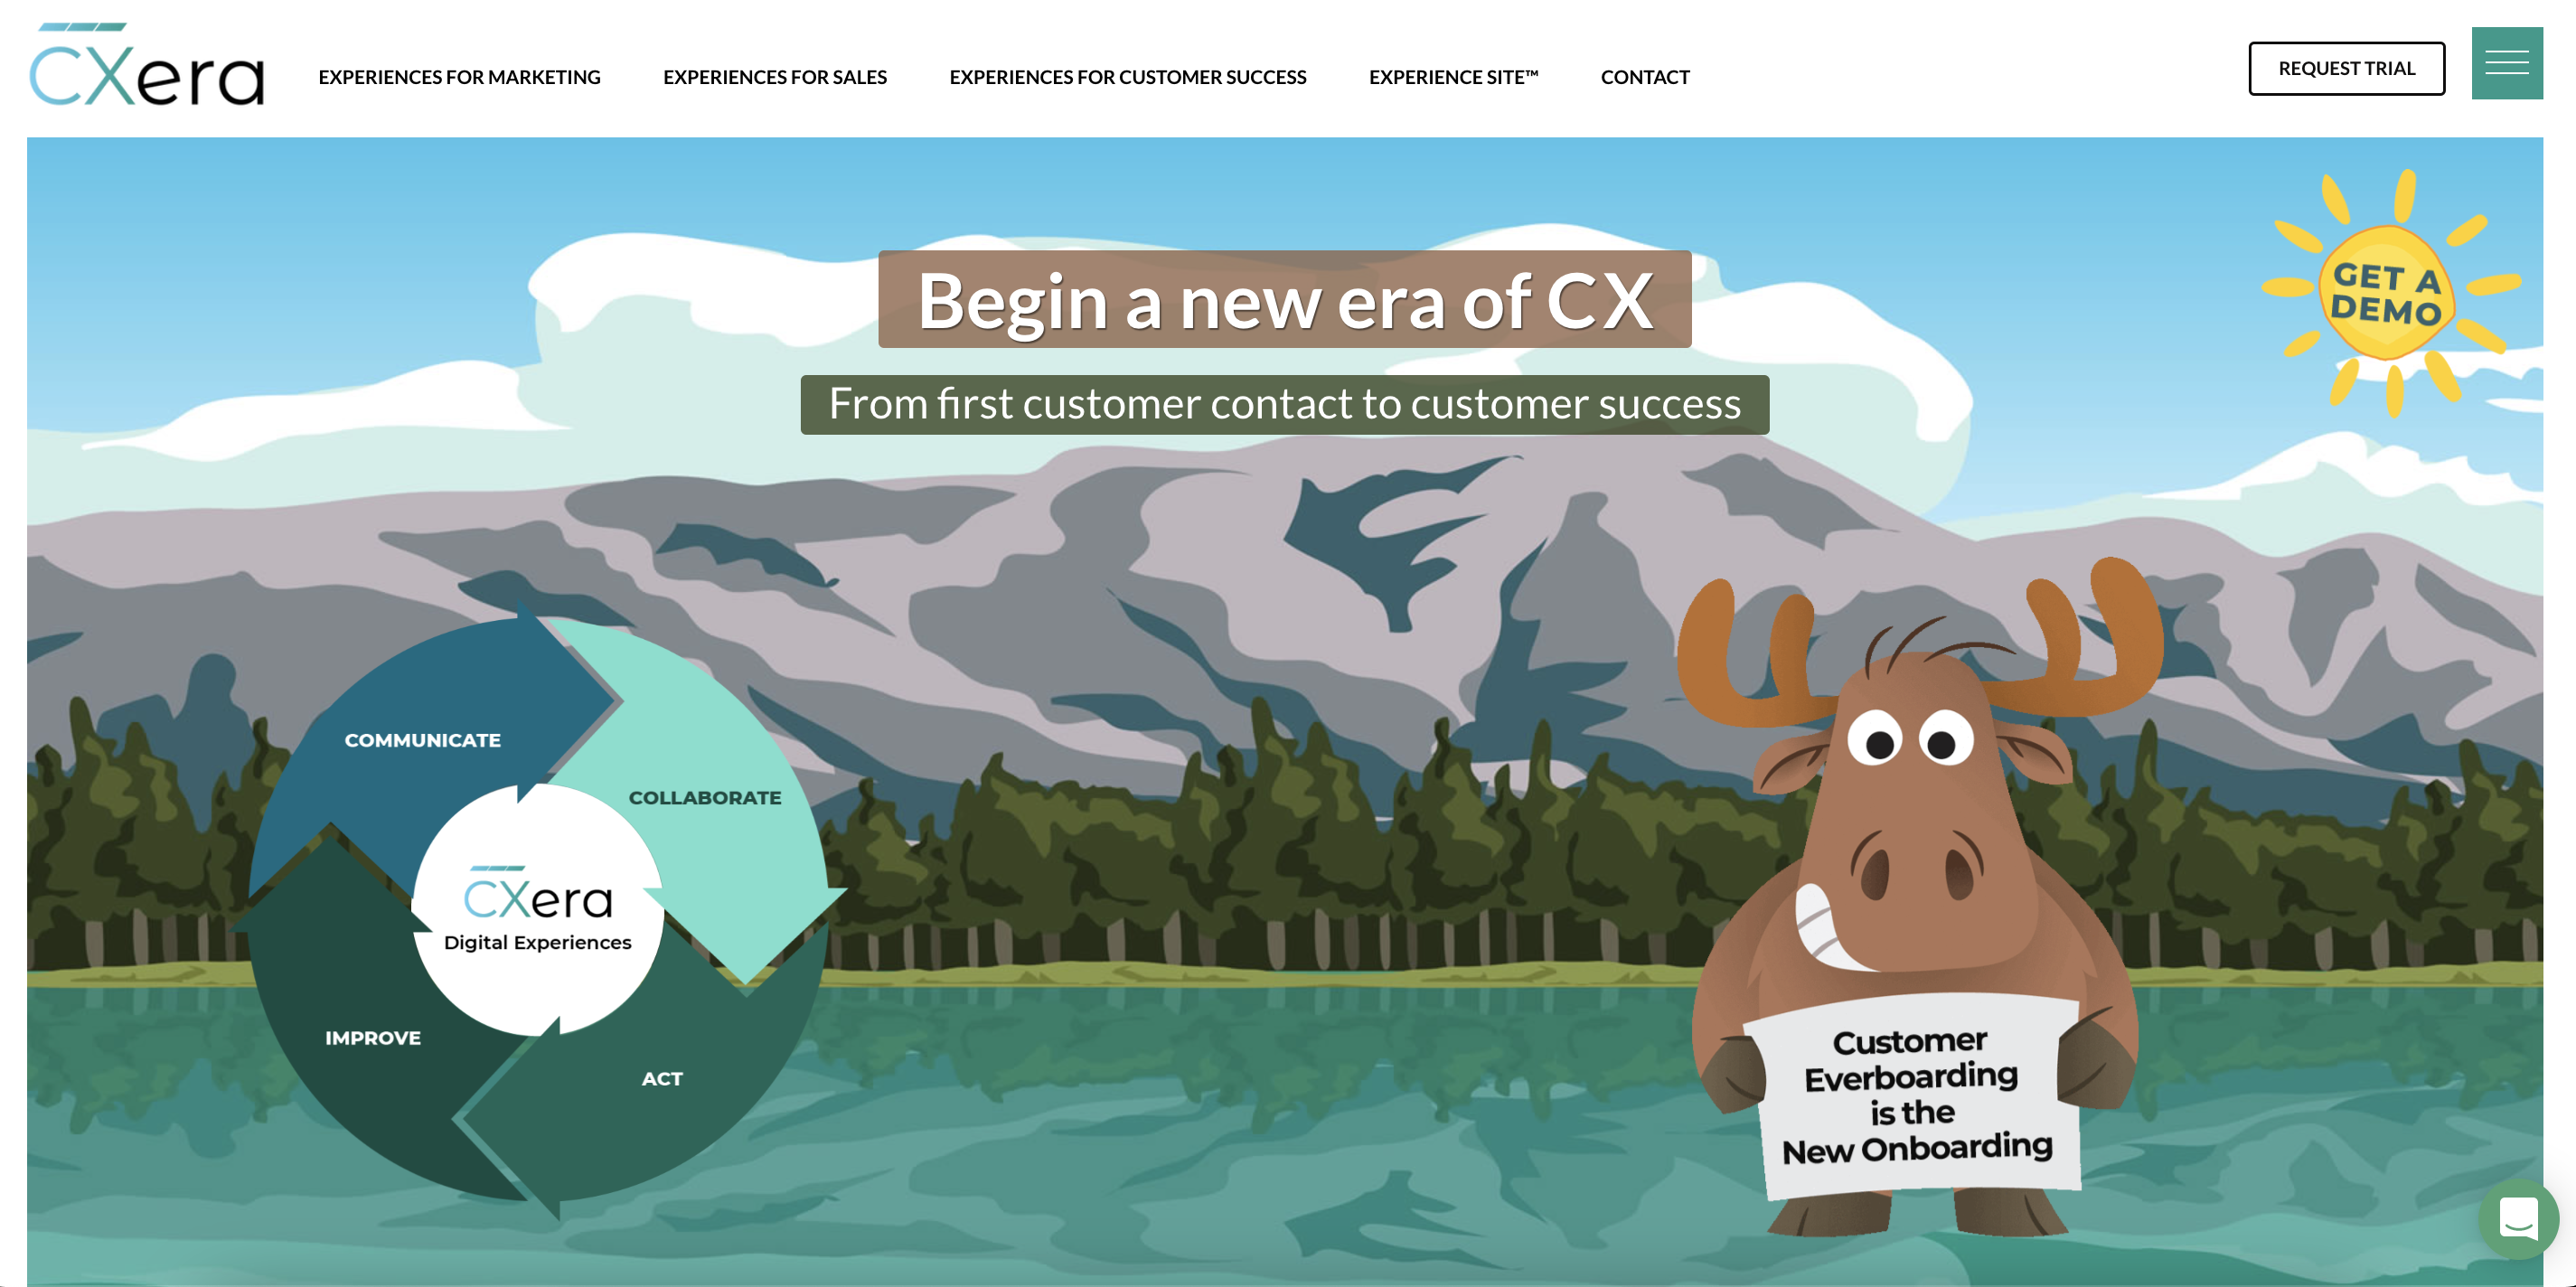 CXera
EXPERIENCES FOR MARKETING
EXPERIENCES FOR SALES
EXPERIENCES FOR CUSTOMER SUCCESS
EXPERIENCE SITE™
CONTACT
REQUEST TRIAL
Begin a new era of CX
From first customer contact to customer success
GET A
DEMO
COMMUNICATE
COLLABORATE
CXera
Digital Experiences
IMPROVE
ACT
Customer
Everboarding
is the
New Onboarding